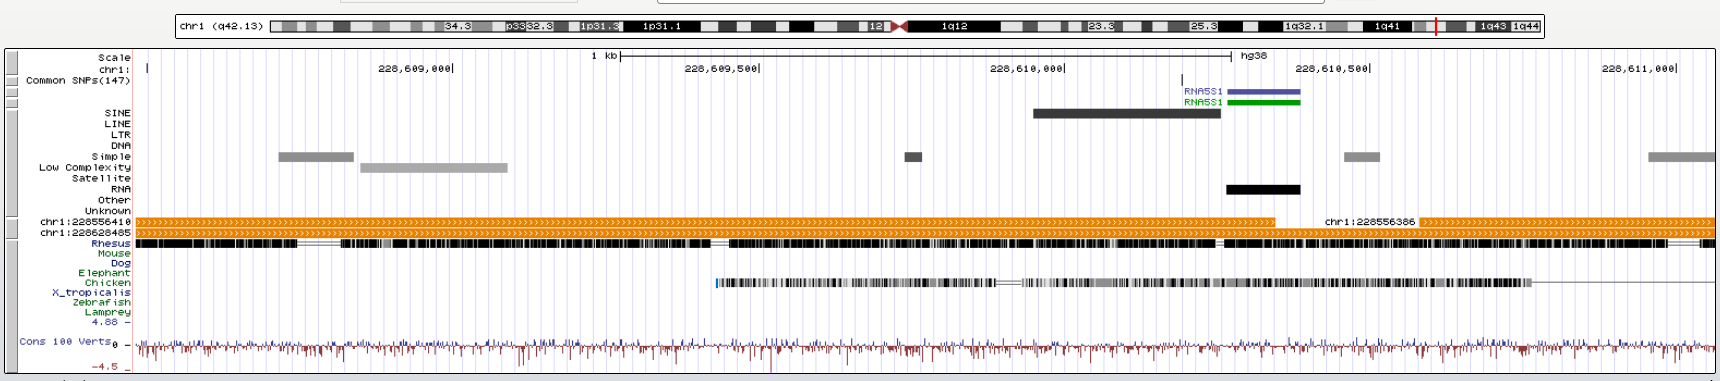 chr1 (q42.13) 34.3 p33 32.3 1p31.3 1p31.1 12 1q12 23.3 25.3 1q32.1 1q41 1q43 1q44
Scale 1 kb hg38
chr1: 228,609,000 228,609,500 228,610,000 228,610,500 228,611,000
Common SNPs(147)
RNA5S1
RNA5S1
SINE
LINE
LTR
DNA
Simple
Low Complexity
Satellite
RNA
Other
Unknown
chr1:228556410 chr1:228556386
chr1:228628485
Rhesus
Mouse
Dog
Elephant
Chicken
X_tropicalis
Zebrafish
Lamprey
4.88 -
Cons 100 Verts 0 -
-4.5 _